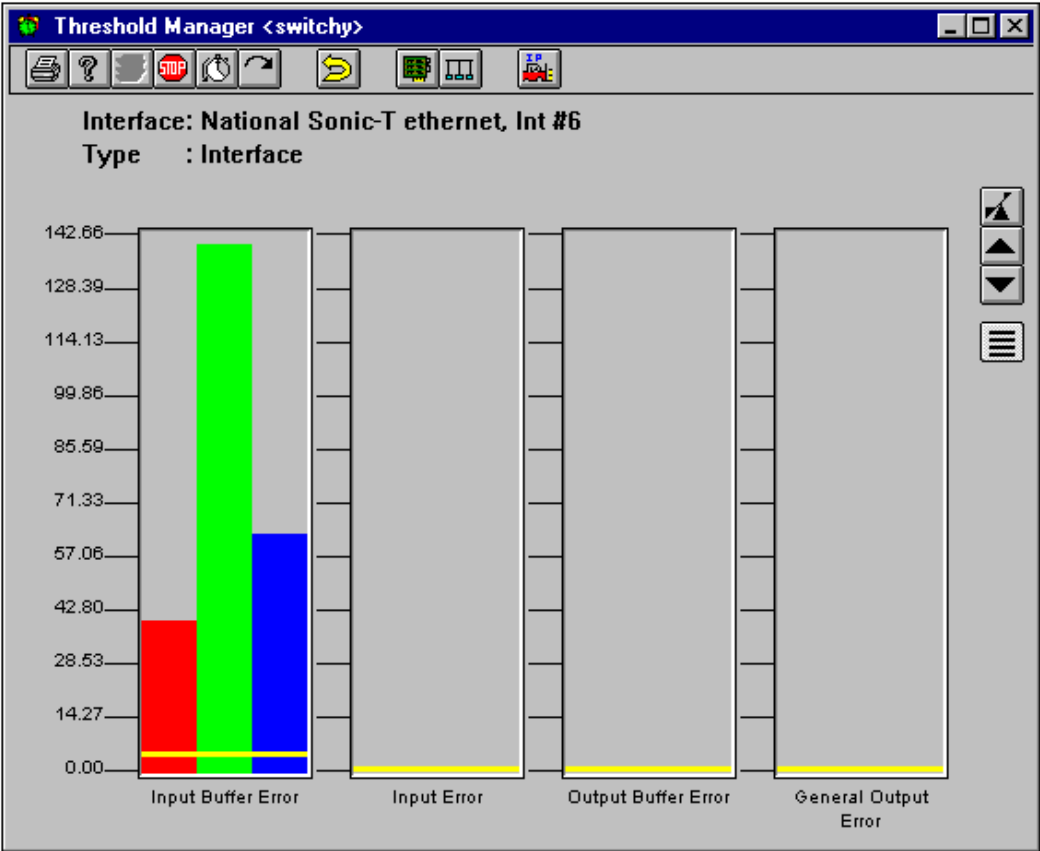 Threshold Manager <switchy>
STOP
IP
Interface: National Sonic-T ethernet, Int #6
Type : Interface
142.66
128.39
114.13
99.86
85.59
71.33
57.06
42.80
28.53
14.27
0.00
Input Buffer Error
Input Error
Output Buffer Error
General Output
Error